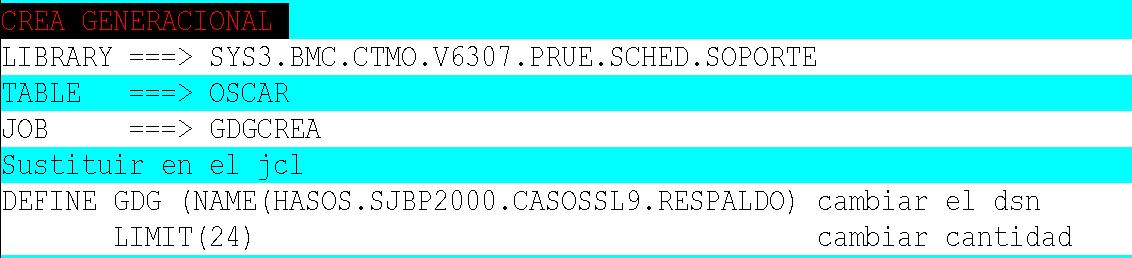 CREA GENERACIONAL
LIBRARY ===> SYS3.BMC.CTMO.V6307.PRUE.SCHED.SOPORTE
TABLE ===> OSCAR
JOB ===> GDGCREA
Sustituir en el jcl
DEFINE GDG (NAME(HASOS.SJBP2000.CASOSSL9.RESPALDO) cambiar el dsn
LIMIT(24) cambiar cantidad